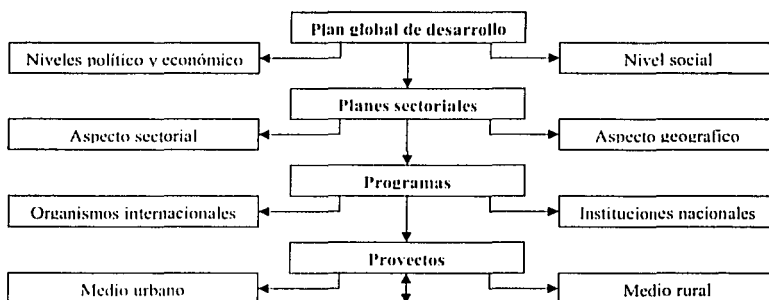 Plan global de desarrollo
Niveles político y económico
Nivel social
Planes sectoriales
Aspecto sectorial
Aspecto geografico
Programas
Organismos internacionales
Instituciones nacionales
Proyectos
Medio urbano
Medio rural